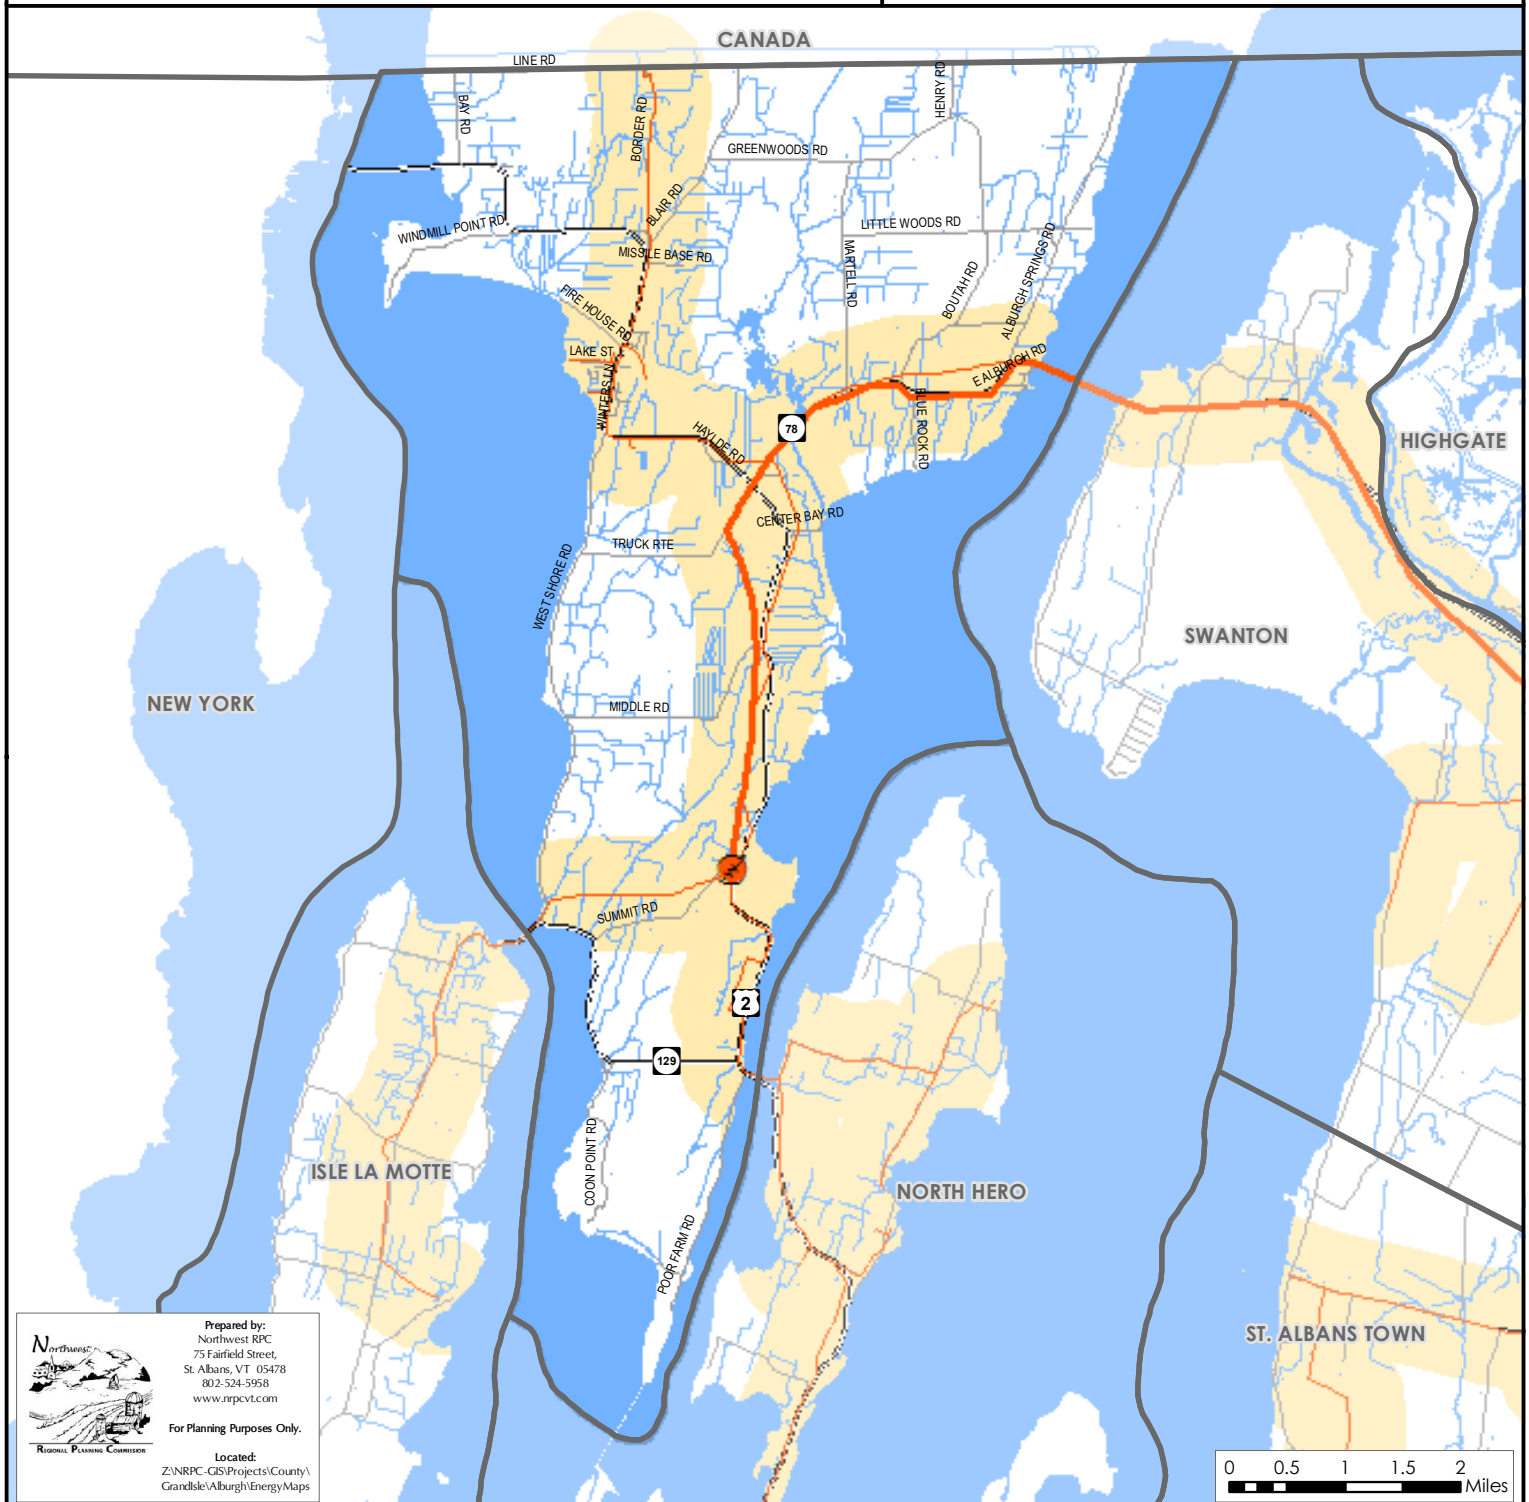 CANADA
LINE RD
BAY RD
BORDER RD
HENRY RD
GREENWOODS RD
BLAIR RD
WINDMILL POINT RD
LITTLE WOODS RD
MISSILE BASE RD
MARTELL RD
BOUTAH RD
ALBURGH SPRINGS RD
FIRE HOUSE RD
LAKE ST
E ALBURGH RD
WINTERS LN
BLUE ROCK RD
78
HAYLDE RD
HIGHGATE
CENTER BAY RD
TRUCK RTE
WEST SHORE RD
SWANTON
NEW YORK
MIDDLE RD
SUMMIT RD
2
129
COON POINT RD
ISLE LA MOTTE
NORTH HERO
POOR FARM RD
ST. ALBANS TOWN
Northwest
REGIONAL PLANNING COMMISSION
Prepared by:
Northwest RPC
75 Fairfield Street,
St. Albans, VT 05478
802-524-5958
www.nrpcvt.com
For Planning Purposes Only.
Located:
Z:\NRPC-GIS\Projects\County\
GrandIsle\Alburgh\EnergyMaps
0 0.5 1 1.5 2
Miles